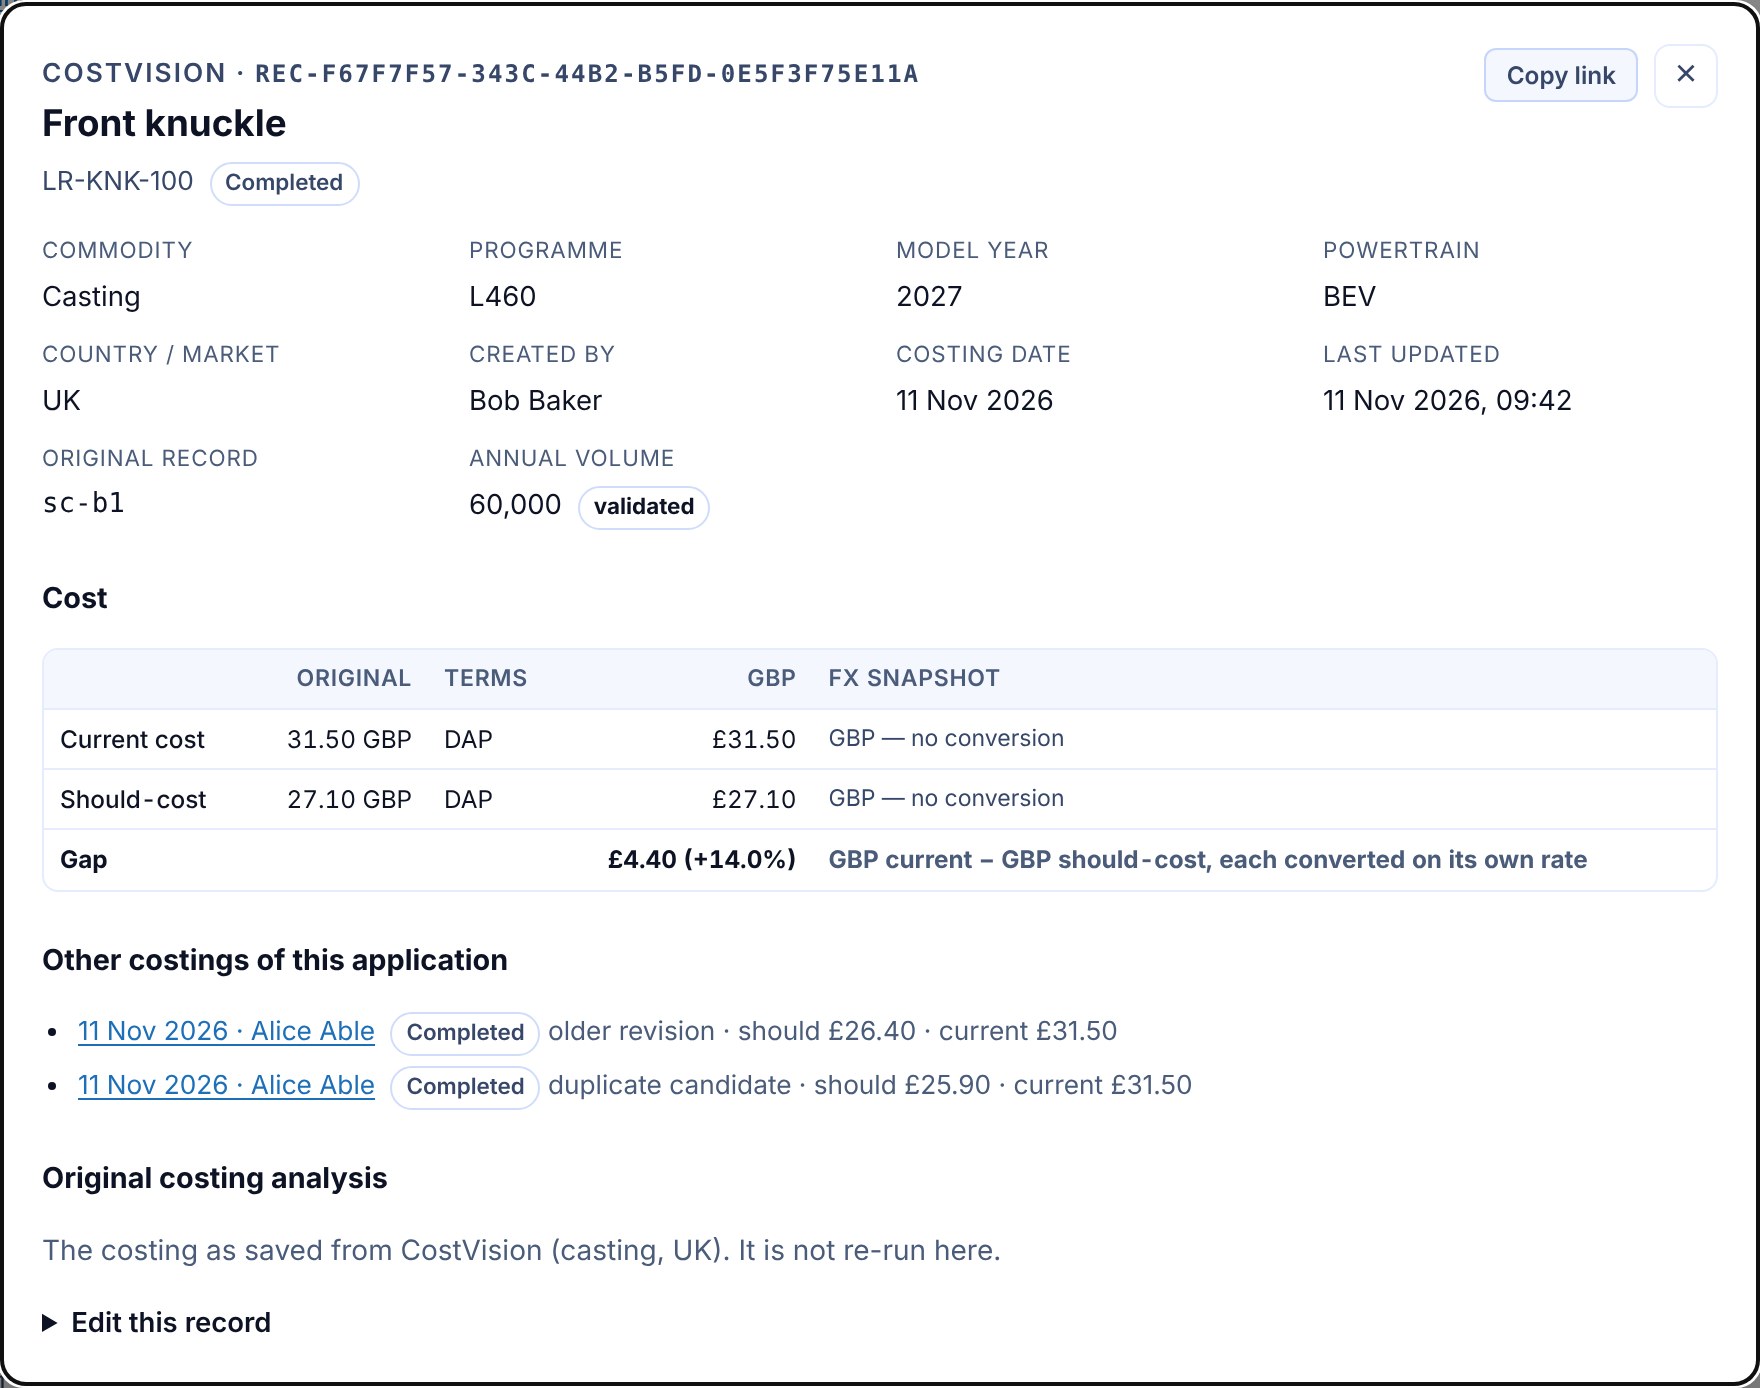 COSTVISION · REC-F67F7F57-343C-44B2-B5FD-0E5F3F75E11A
Copy link ✕
Front knuckle
LR-KNK-100 Completed
COMMODITY PROGRAMME MODEL YEAR POWERTRAIN
Casting L460 2027 BEV
COUNTRY / MARKET CREATED BY COSTING DATE LAST UPDATED
UK Bob Baker 11 Nov 2026 11 Nov 2026, 09:42
ORIGINAL RECORD ANNUAL VOLUME
sc-b1 60,000 validated
Cost
ORIGINAL TERMS GBP FX SNAPSHOT
Current cost 31.50 GBP DAP £31.50 GBP — no conversion
Should-cost 27.10 GBP DAP £27.10 GBP — no conversion
Gap £4.40 (+14.0%) GBP current − GBP should-cost, each converted on its own rate
Other costings of this application
• 11 Nov 2026 · Alice Able Completed older revision · should £26.40 · current £31.50
• 11 Nov 2026 · Alice Able Completed duplicate candidate · should £25.90 · current £31.50
Original costing analysis
The costing as saved from CostVision (casting, UK). It is not re-run here.
▶ Edit this record